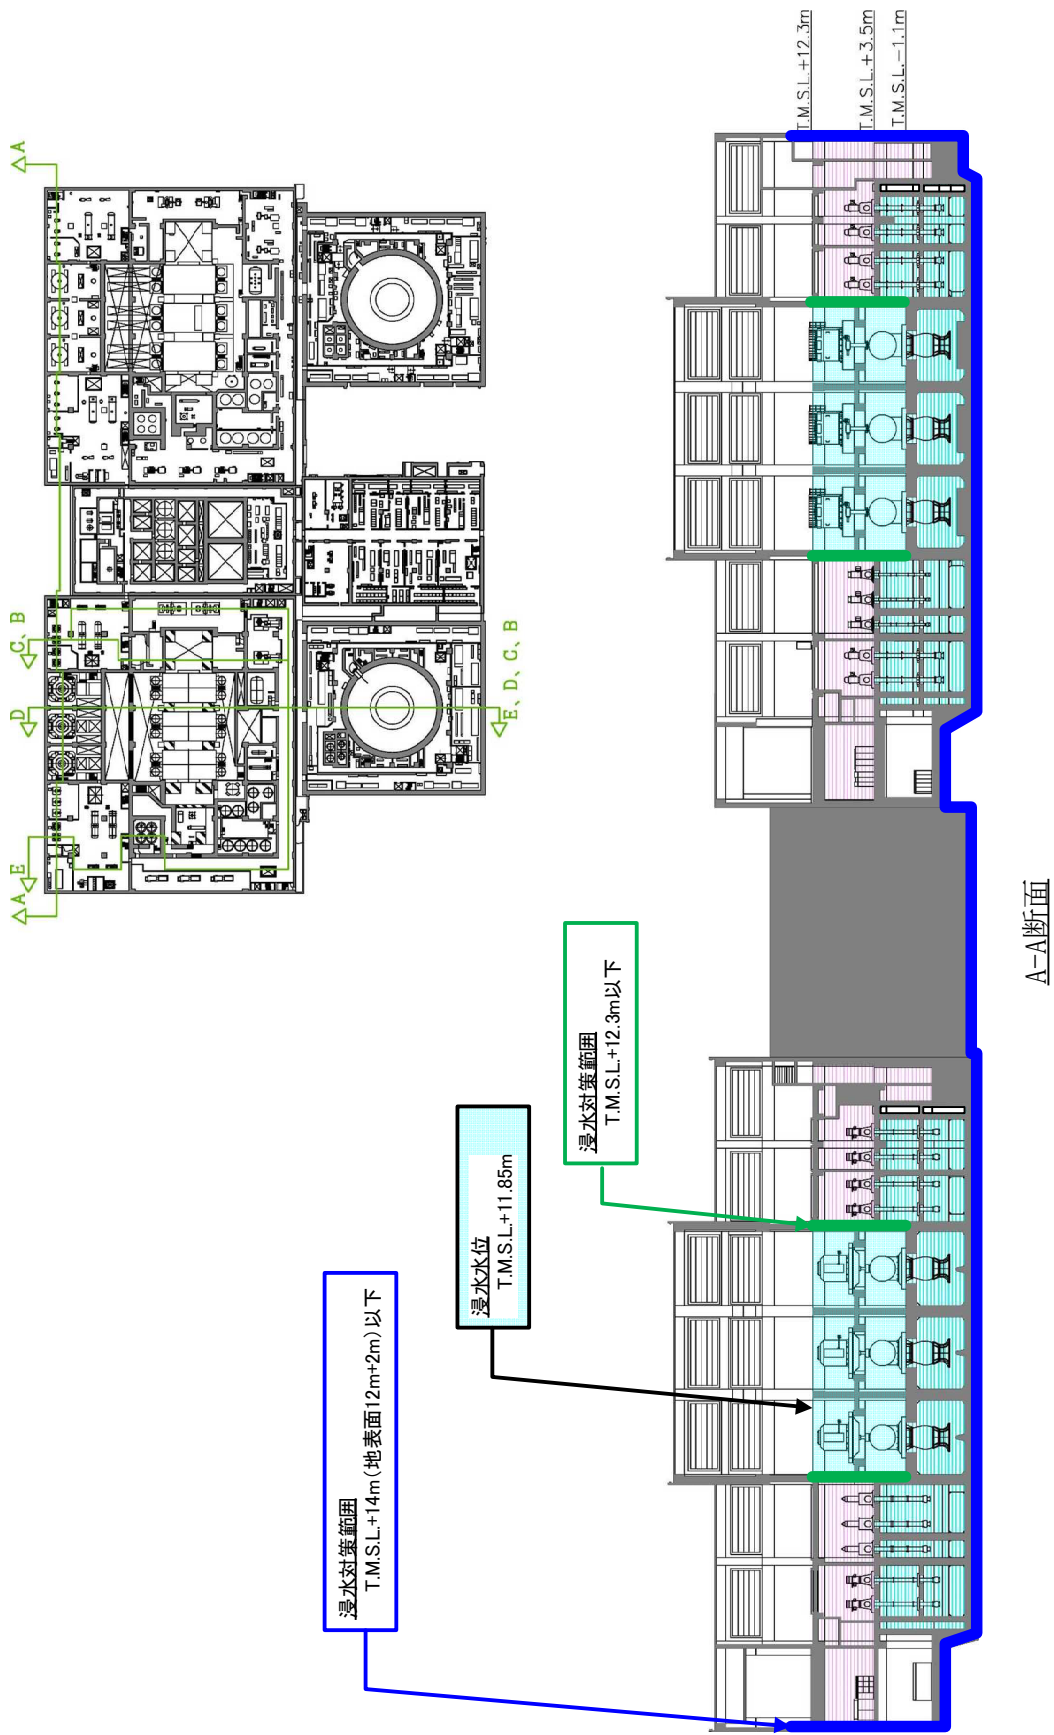 A
A
C、B
D
E
A
E、D、C、B
浸水対策範囲
T.M.S.L.+14m(地表面12m+2m)以下
浸水水位
T.M.S.L.+11.85m
浸水対策範囲
T.M.S.L.+12.3m以下
T.M.S.L.+12.3m
T.M.S.L.+3.5m
T.M.S.L.-1.1m
A-A断面